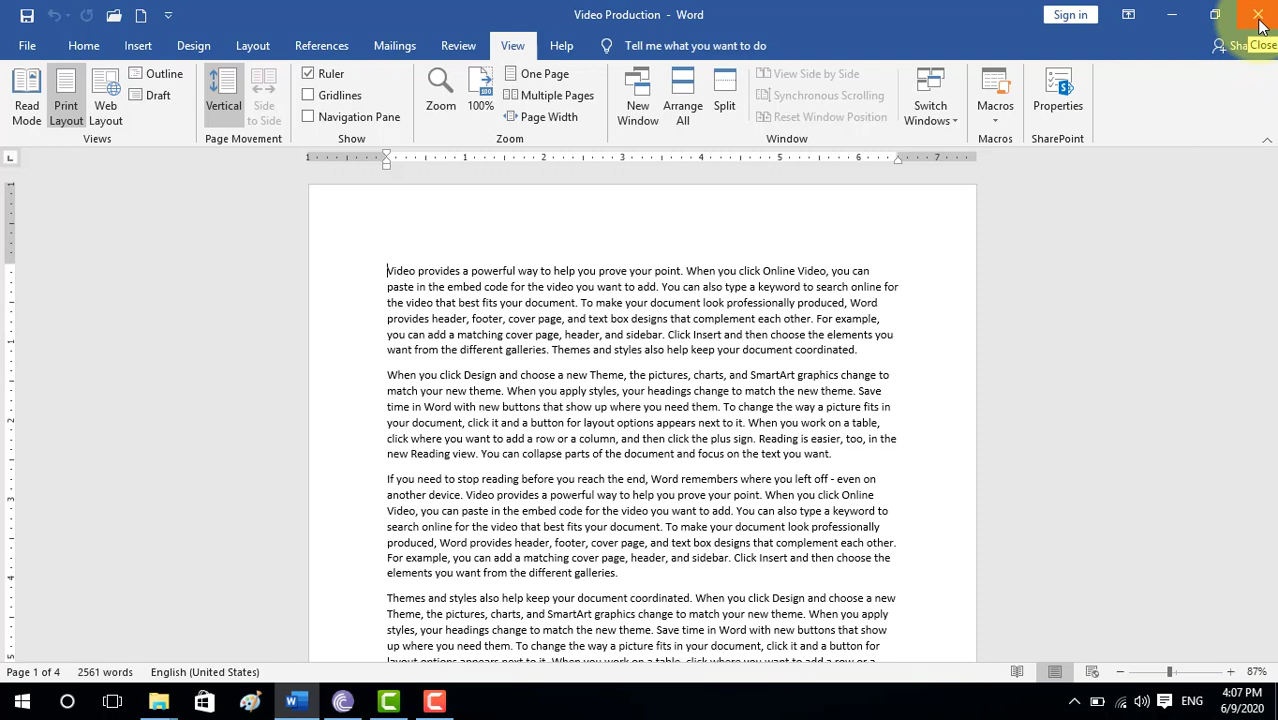 Video Production - Word
Sign in
File Home Insert Design Layout References Mailings Review View Help Tell me what you want to do Sha
Close
Read Mode
Print Layout
Web Layout
Outline
Draft
Views
Vertical
Side to Side
Page Movement
Ruler
Gridlines
Navigation Pane
Show
Zoom
100%
One Page
Multiple Pages
Page Width
Zoom
New Window
Arrange All
Split
View Side by Side
Synchronous Scrolling
Reset Window Position
Switch Windows
Window
Macros
Macros
Properties
SharePoint
1 1 2 3 4 5 6 7
1
1
2
3
4
5
Video provides a powerful way to help you prove your point. When you click Online Video, you can
paste in the embed code for the video you want to add. You can also type a keyword to search online for
the video that best fits your document. To make your document look professionally produced, Word
provides header, footer, cover page, and text box designs that complement each other. For example,
you can add a matching cover page, header, and sidebar. Click Insert and then choose the elements you
want from the different galleries. Themes and styles also help keep your document coordinated.
When you click Design and choose a new Theme, the pictures, charts, and SmartArt graphics change to
match your new theme. When you apply styles, your headings change to match the new theme. Save
time in Word with new buttons that show up where you need them. To change the way a picture fits in
your document, click it and a button for layout options appears next to it. When you work on a table,
click where you want to add a row or a column, and then click the plus sign. Reading is easier, too, in the
new Reading view. You can collapse parts of the document and focus on the text you want.
If you need to stop reading before you reach the end, Word remembers where you left off - even on
another device. Video provides a powerful way to help you prove your point. When you click Online
Video, you can paste in the embed code for the video you want to add. You can also type a keyword to
search online for the video that best fits your document. To make your document look professionally
produced, Word provides header, footer, cover page, and text box designs that complement each other.
For example, you can add a matching cover page, header, and sidebar. Click Insert and then choose the
elements you want from the different galleries.
Themes and styles also help keep your document coordinated. When you click Design and choose a new
Theme, the pictures, charts, and SmartArt graphics change to match your new theme. When you apply
styles, your headings change to match the new theme. Save time in Word with new buttons that show
up where you need them. To change the way a picture fits in your document, click it and a button for
layout options appears next to it. When you work on a table, click where you want to add a row or a
Page 1 of 4 2561 words English (United States) 87%
ENG
4:07 PM
6/9/2020